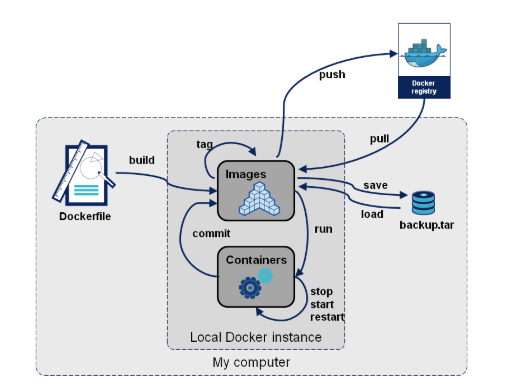 push
Docker
registry
pull
tag
build
Images
save
load
backup.tar
Dockerfile
commit
run
Containers
stop
start
restart
Local Docker instance
My computer